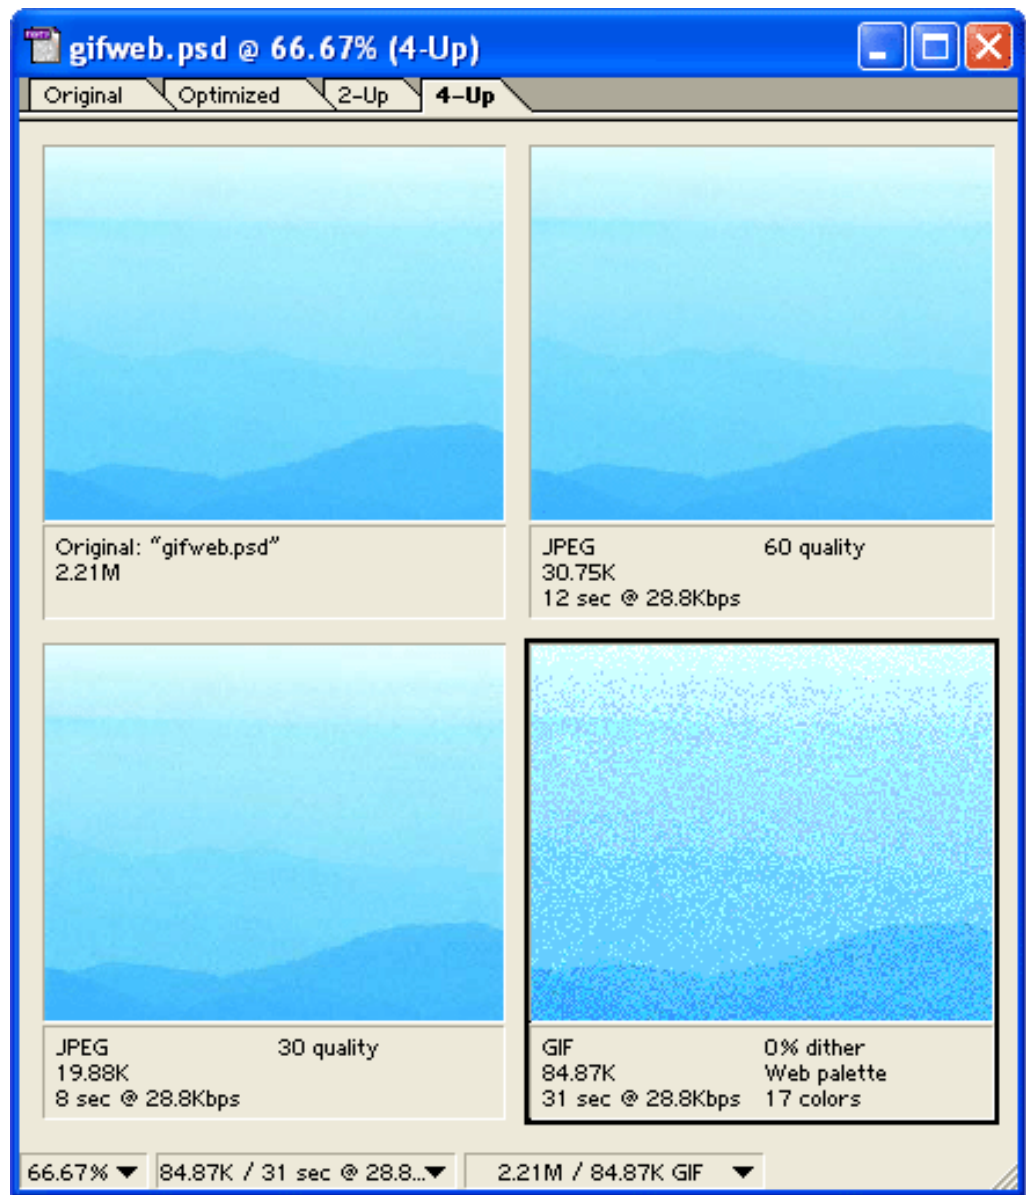 gifweb.psd @ 66.67% (4-Up)
Original Optimized 2-Up 4-Up
Original: "gifweb.psd"
2.21M
JPEG 60 quality
30.75K
12 sec @ 28.8Kbps
JPEG 30 quality
19.88K
8 sec @ 28.8Kbps
GIF 0% dither
84.87K Web palette
31 sec @ 28.8Kbps 17 colors
66.67% 84.87K / 31 sec @ 28.8... 2.21M / 84.87K GIF